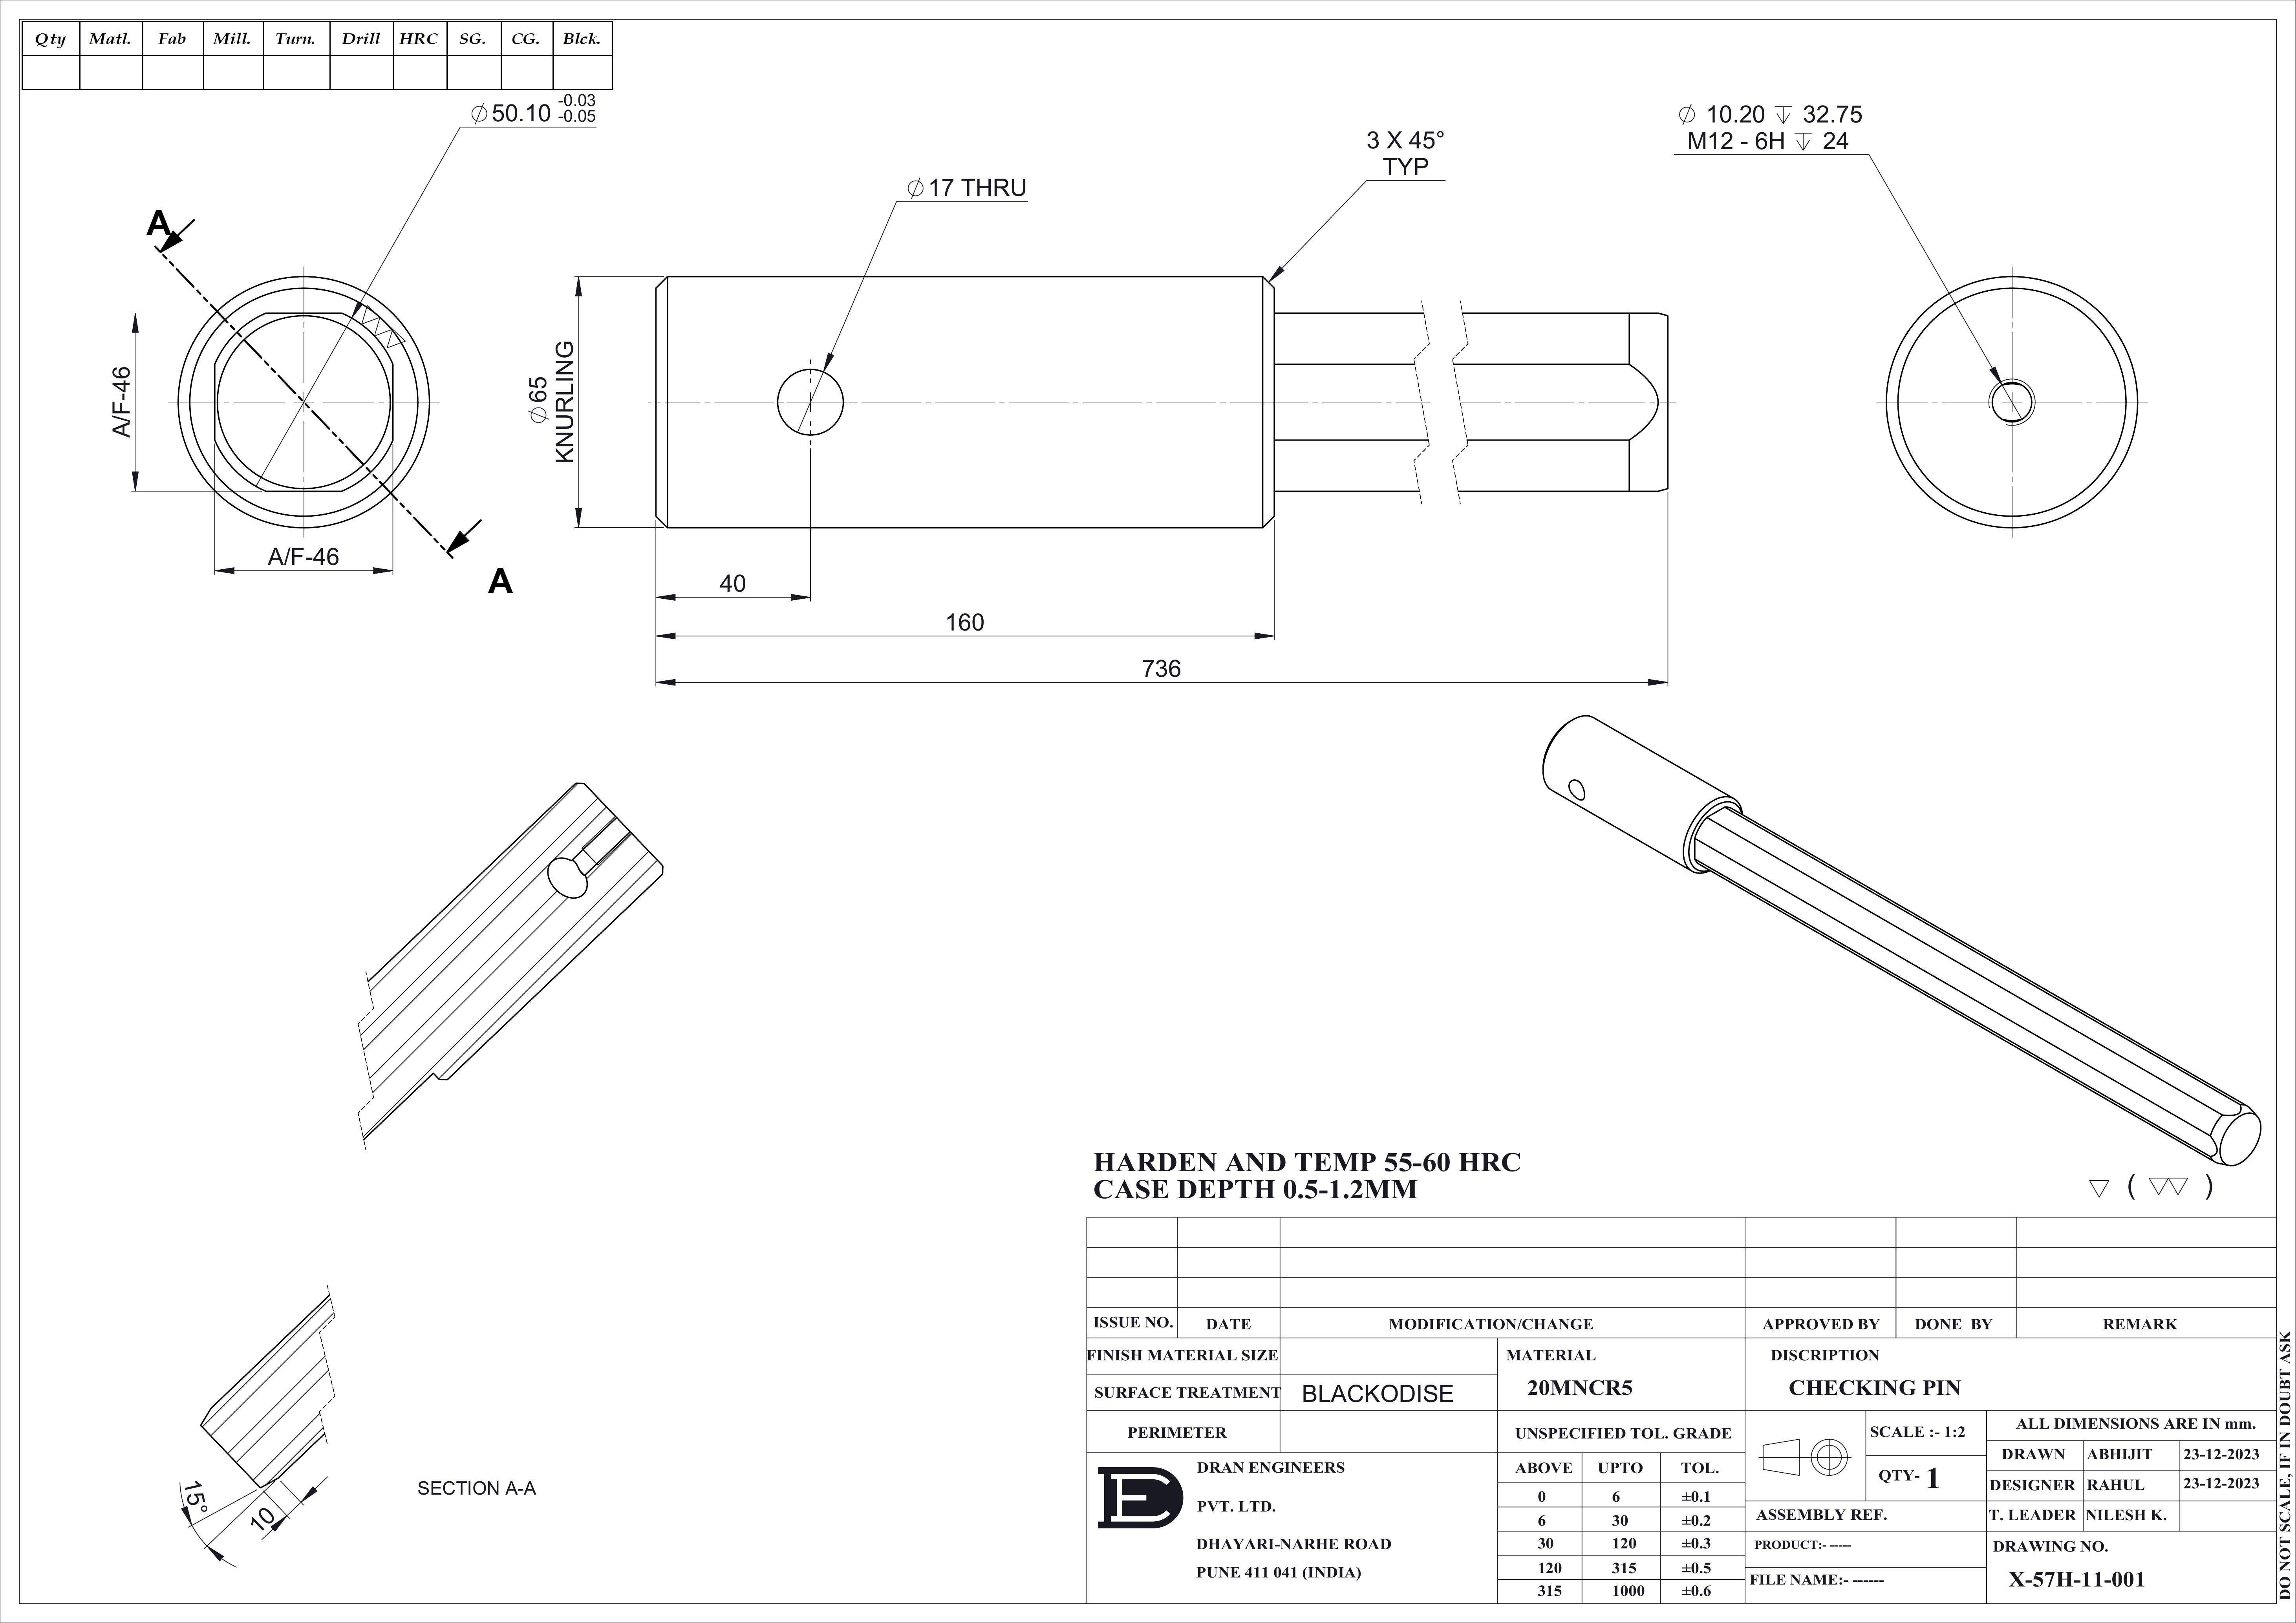 Qty Matl. Fab Mill. Turn. Drill HRC SG. CG. Blck.
⌀50.10 -0.03
-0.05
⌀17 THRU
3 X 45°
TYP
⌀ 10.20 ↧ 32.75
M12 - 6H ↧ 24
A
A
A/F-46
A/F-46
⌀65
KNURLING
40
160
736
15°
10
SECTION A-A
HARDEN AND TEMP 55-60 HRC
CASE DEPTH 0.5-1.2MM
▽ ( ▽▽ )
ISSUE NO. DATE MODIFICATION/CHANGE APPROVED BY DONE BY REMARK
FINISH MATERIAL SIZE
SURFACE TREATMENT BLACKODISE
PERIMETER
MATERIAL
20MNCR5
DISCRIPTION
CHECKING PIN
UNSPECIFIED TOL. GRADE
ABOVE UPTO TOL.
0 6 ±0.1
6 30 ±0.2
30 120 ±0.3
120 315 ±0.5
315 1000 ±0.6
DE
DRAN ENGINEERS
PVT. LTD.
DHAYARI-NARHE ROAD
PUNE 411 041 (INDIA)
SCALE :- 1:2
QTY- 1
ALL DIMENSIONS ARE IN mm.
DRAWN ABHIJIT 23-12-2023
DESIGNER RAHUL 23-12-2023
T. LEADER NILESH K.
ASSEMBLY REF.
PRODUCT:- -----
FILE NAME:- ------
DRAWING NO.
X-57H-11-001
DO NOT SCALE, IF IN DOUBT ASK